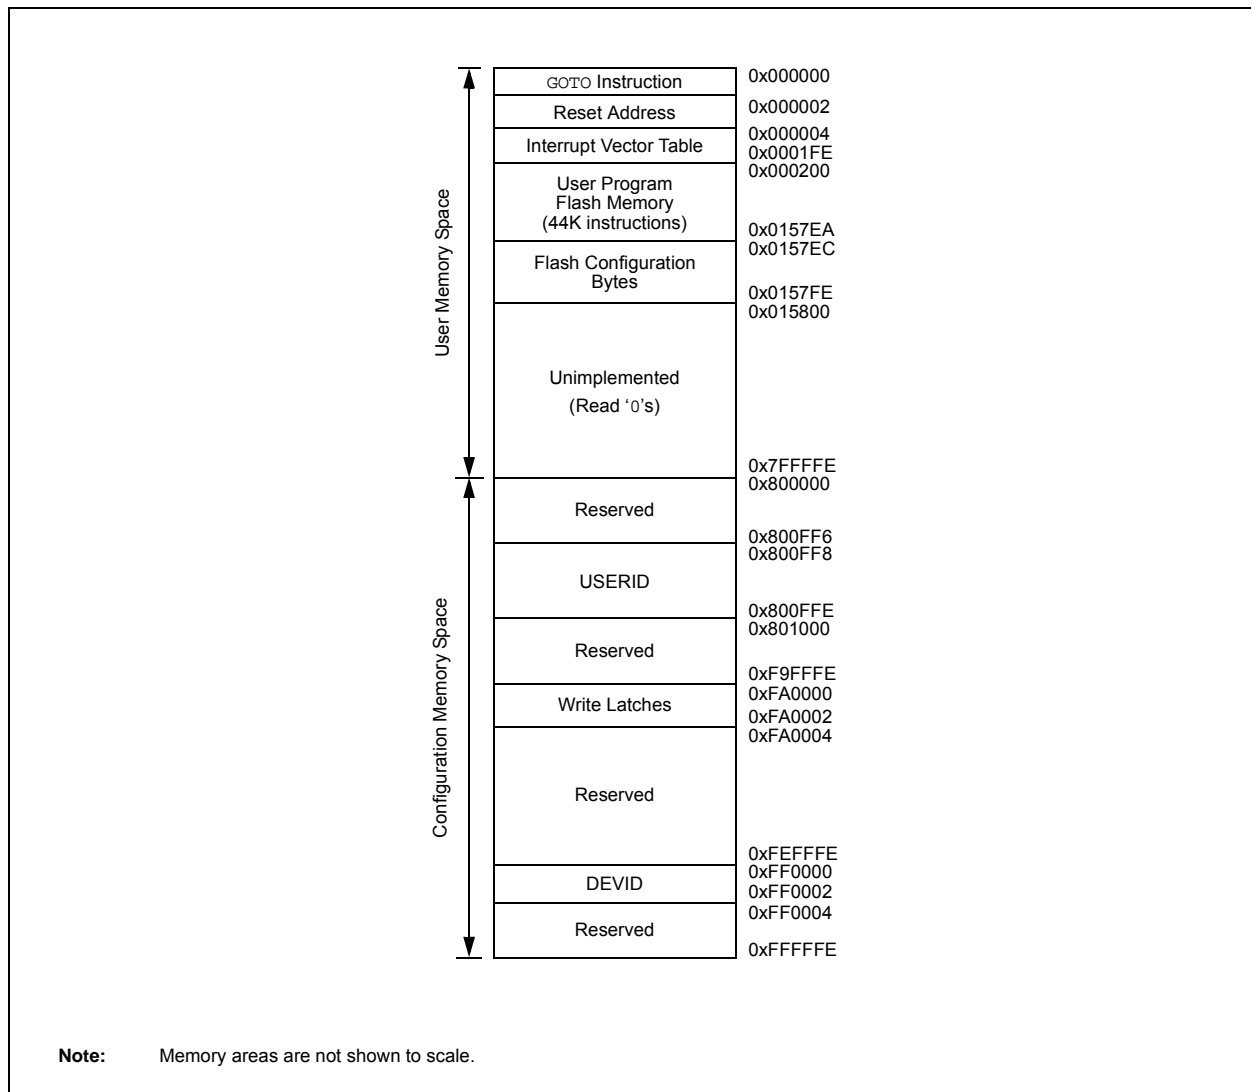 GOTO Instruction
0x000000
Reset Address
0x000002
0x000004
Interrupt Vector Table
0x0001FE
0x000200
User Program
Flash Memory
(44K instructions)
0x0157EA
0x0157EC
Flash Configuration
Bytes
0x0157FE
0x015800
User Memory Space
Unimplemented
(Read ‘0’s)
0x7FFFFE
0x800000
Reserved
0x800FF6
0x800FF8
USERID
0x800FFE
0x801000
Reserved
0xF9FFFE
0xFA0000
Write Latches
0xFA0002
0xFA0004
Configuration Memory Space
Reserved
0xFEFFFE
0xFF0000
DEVID
0xFF0002
0xFF0004
Reserved
0xFFFFFE
Note: Memory areas are not shown to scale.